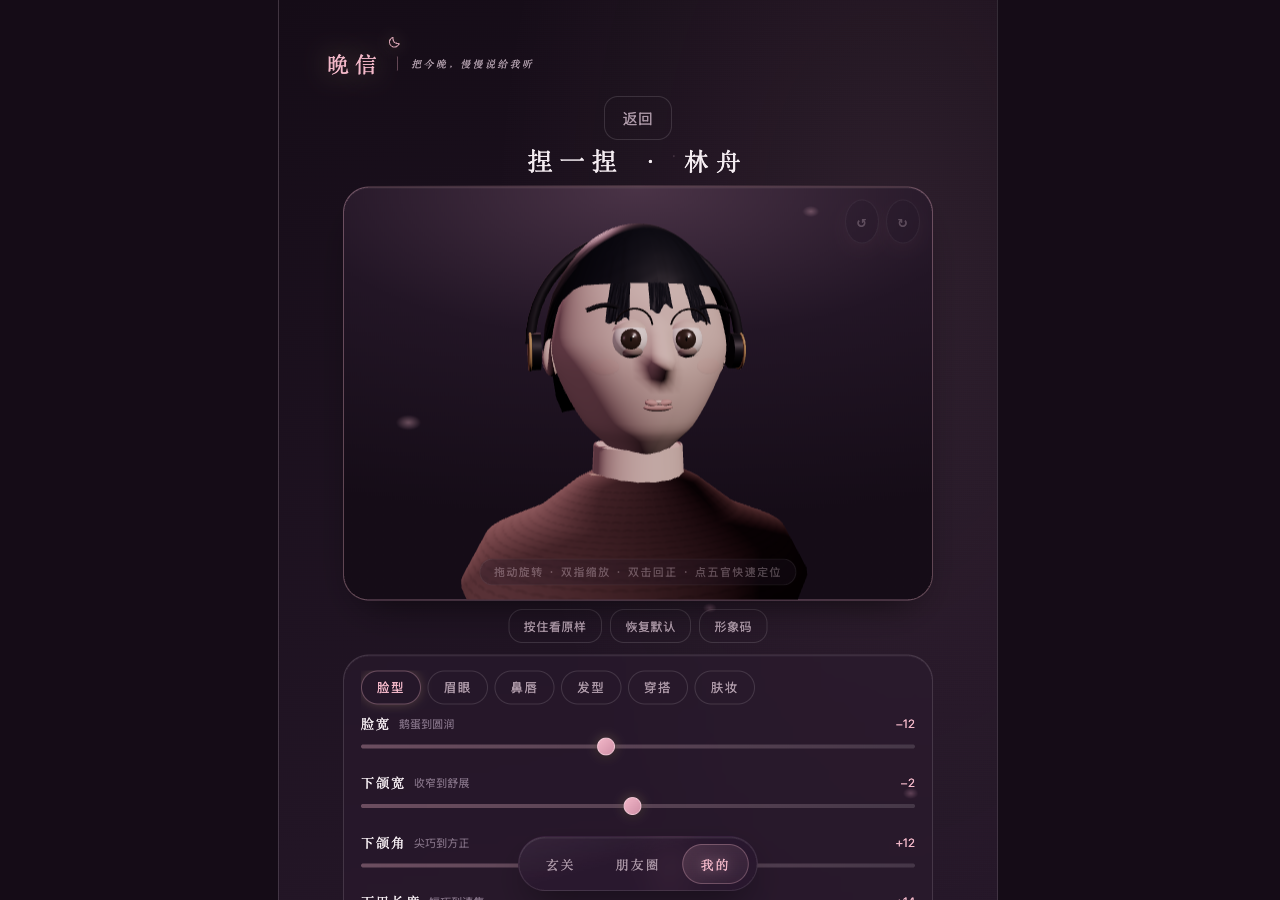 晚信
把今晚，慢慢说给我听
返回
捏一捏 · 林舟
↺ ↻
拖动旋转 · 双指缩放 · 双击回正 · 点五官快速定位
按住看原样 恢复默认 形象码
脸型 眉眼 鼻唇 发型 穿搭 肤妆
脸宽 鹅蛋到圆润 −12
下颌宽 收窄到舒展 −2
下颌角 尖巧到方正 +12
玄关 朋友圈 我的